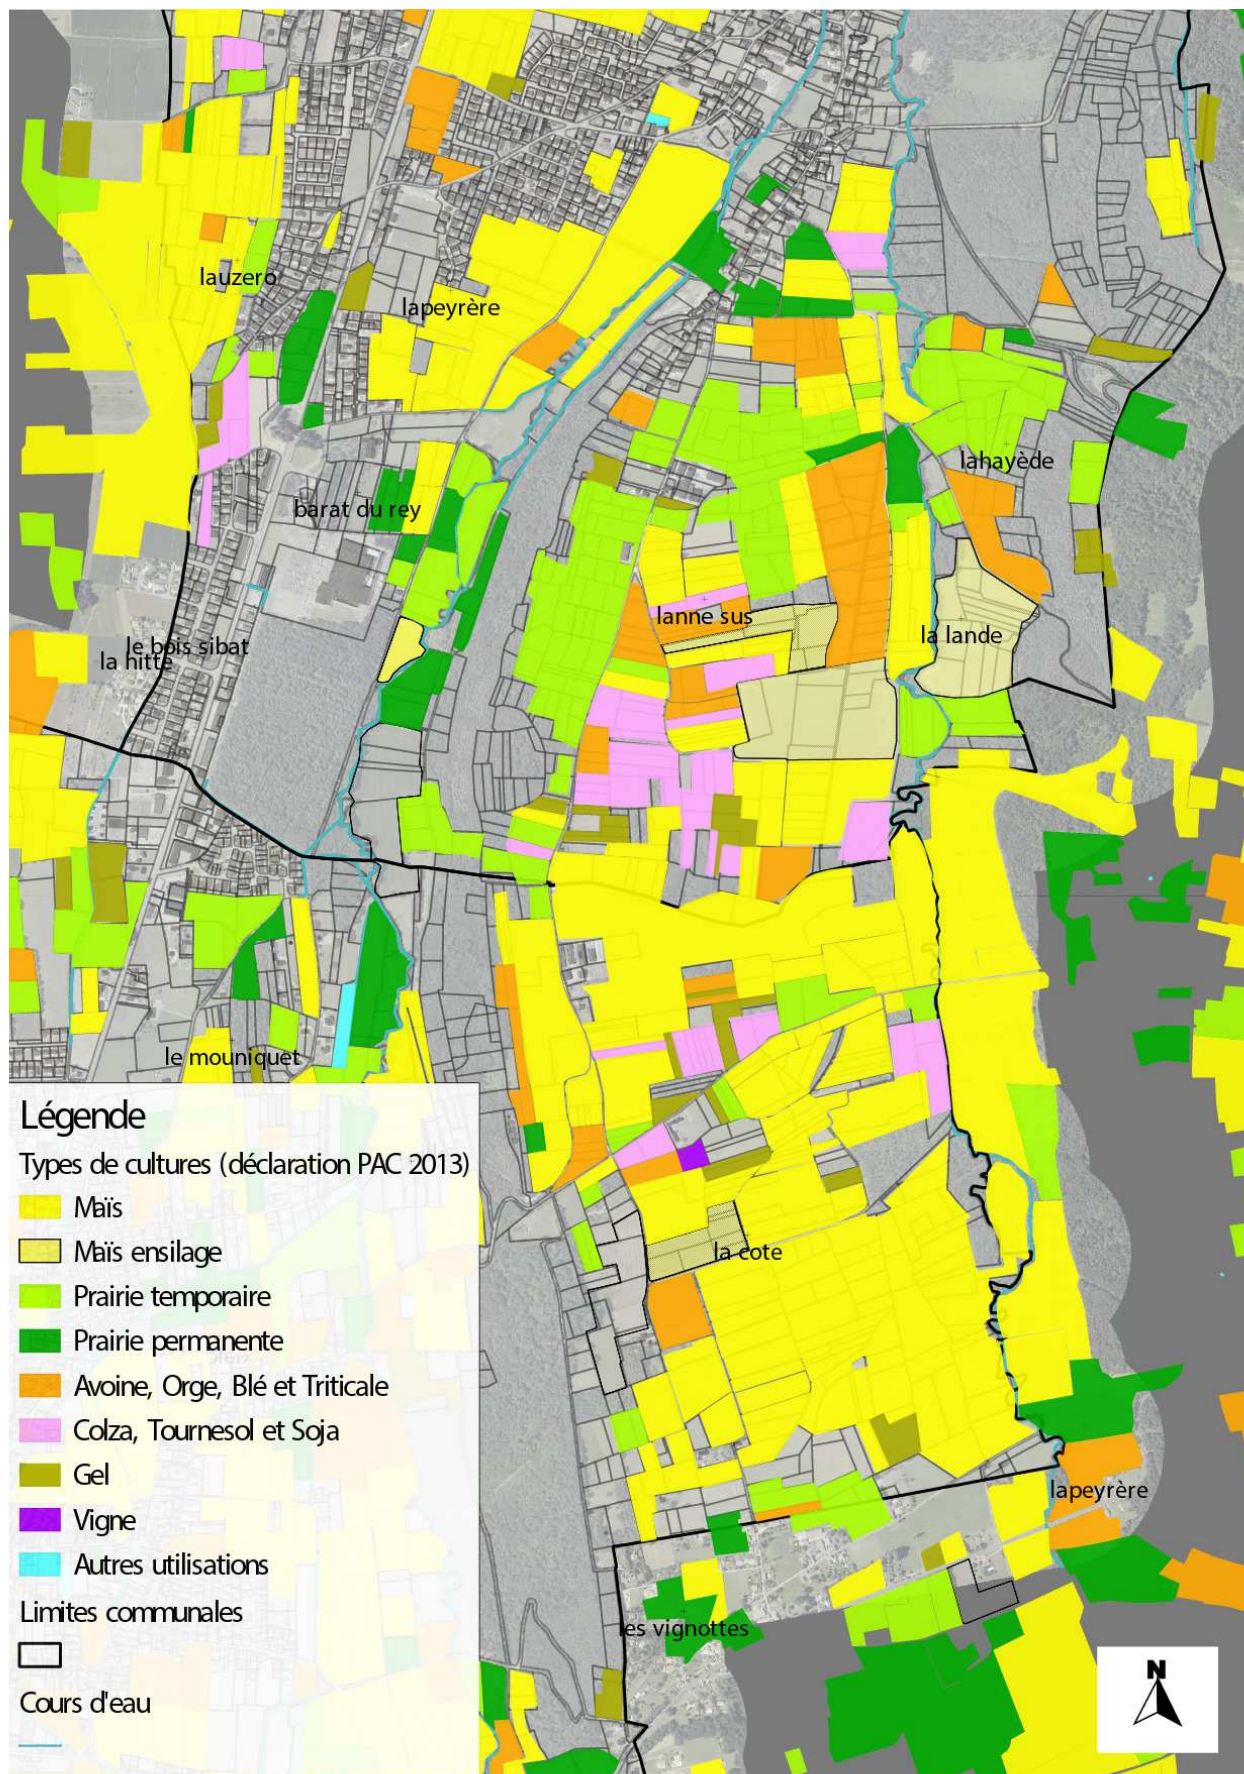 lauzero
lapeyrère
lahayède
barat du rey
lanne sus
la lande
le bois sibat
la hitte
le mouniquet
la cote
lapeyrère
les vignottes
Légende
Types de cultures (déclaration PAC 2013)
Maïs
Maïs ensilage
Prairie temporaire
Prairie permanente
Avoine, Orge, Blé et Triticale
Colza, Tournesol et Soja
Gel
Vigne
Autres utilisations
Limites communales
Cours d'eau
N